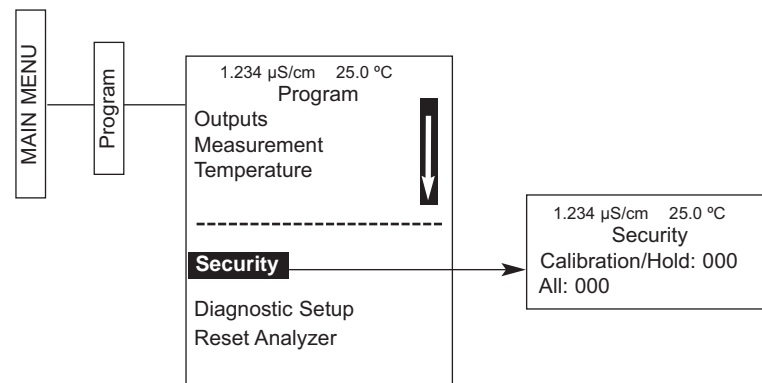 MAIN MENU
Program
1.234 µS/cm 25.0 ºC
Program
Outputs
Measurement
Temperature
Security
Diagnostic Setup
Reset Analyzer
1.234 µS/cm 25.0 ºC
Security
Calibration/Hold: 000
All: 000